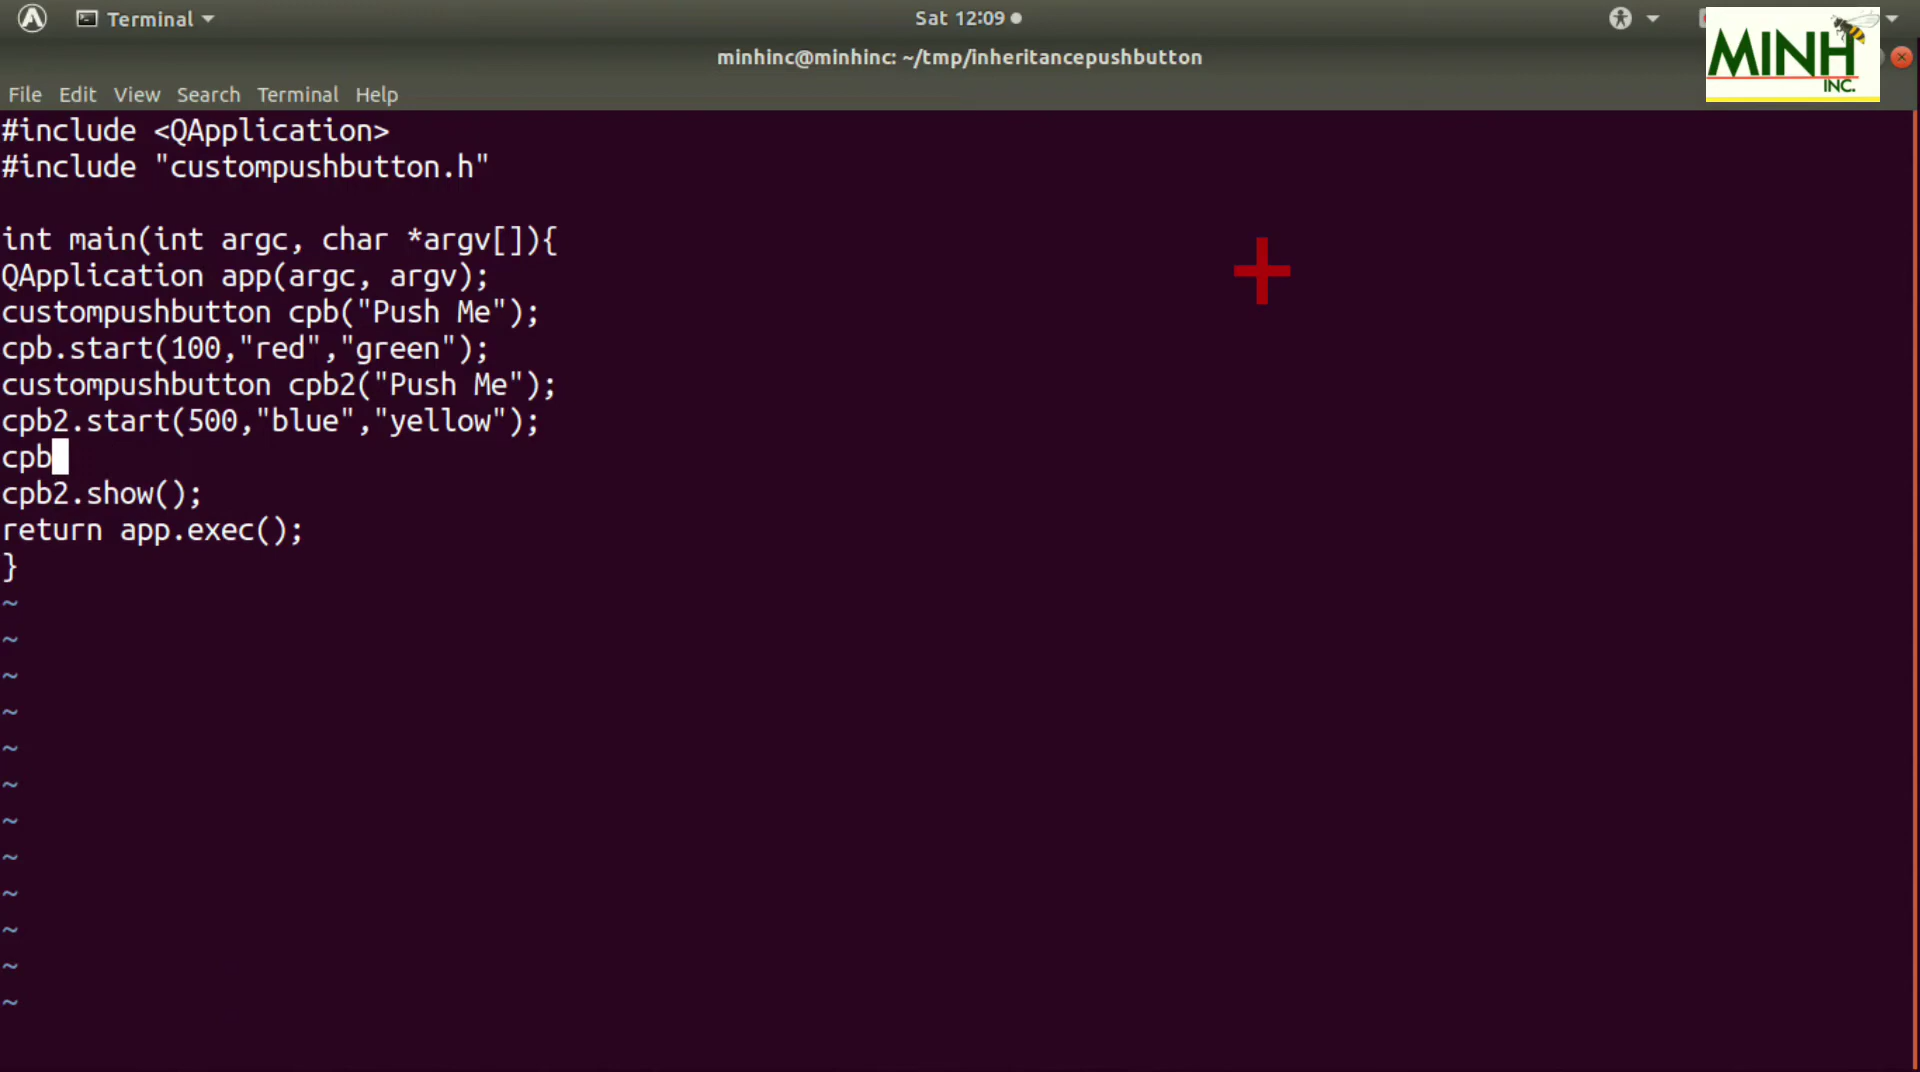 Terminal
Sat 12:09
minhinc@minhinc: ~/tmp/inheritancepushbutton
MINH
INC.
File Edit View Search Terminal Help
#include <QApplication>
#include "custompushbutton.h"
int main(int argc, char *argv[]){
QApplication app(argc, argv);
custompushbutton cpb("Push Me");
cpb.start(100,"red","green");
custompushbutton cpb2("Push Me");
cpb2.start(500,"blue","yellow");
cpb
cpb2.show();
return app.exec();
}
~
~
~
~
~
~
~
~
~
~
~
~